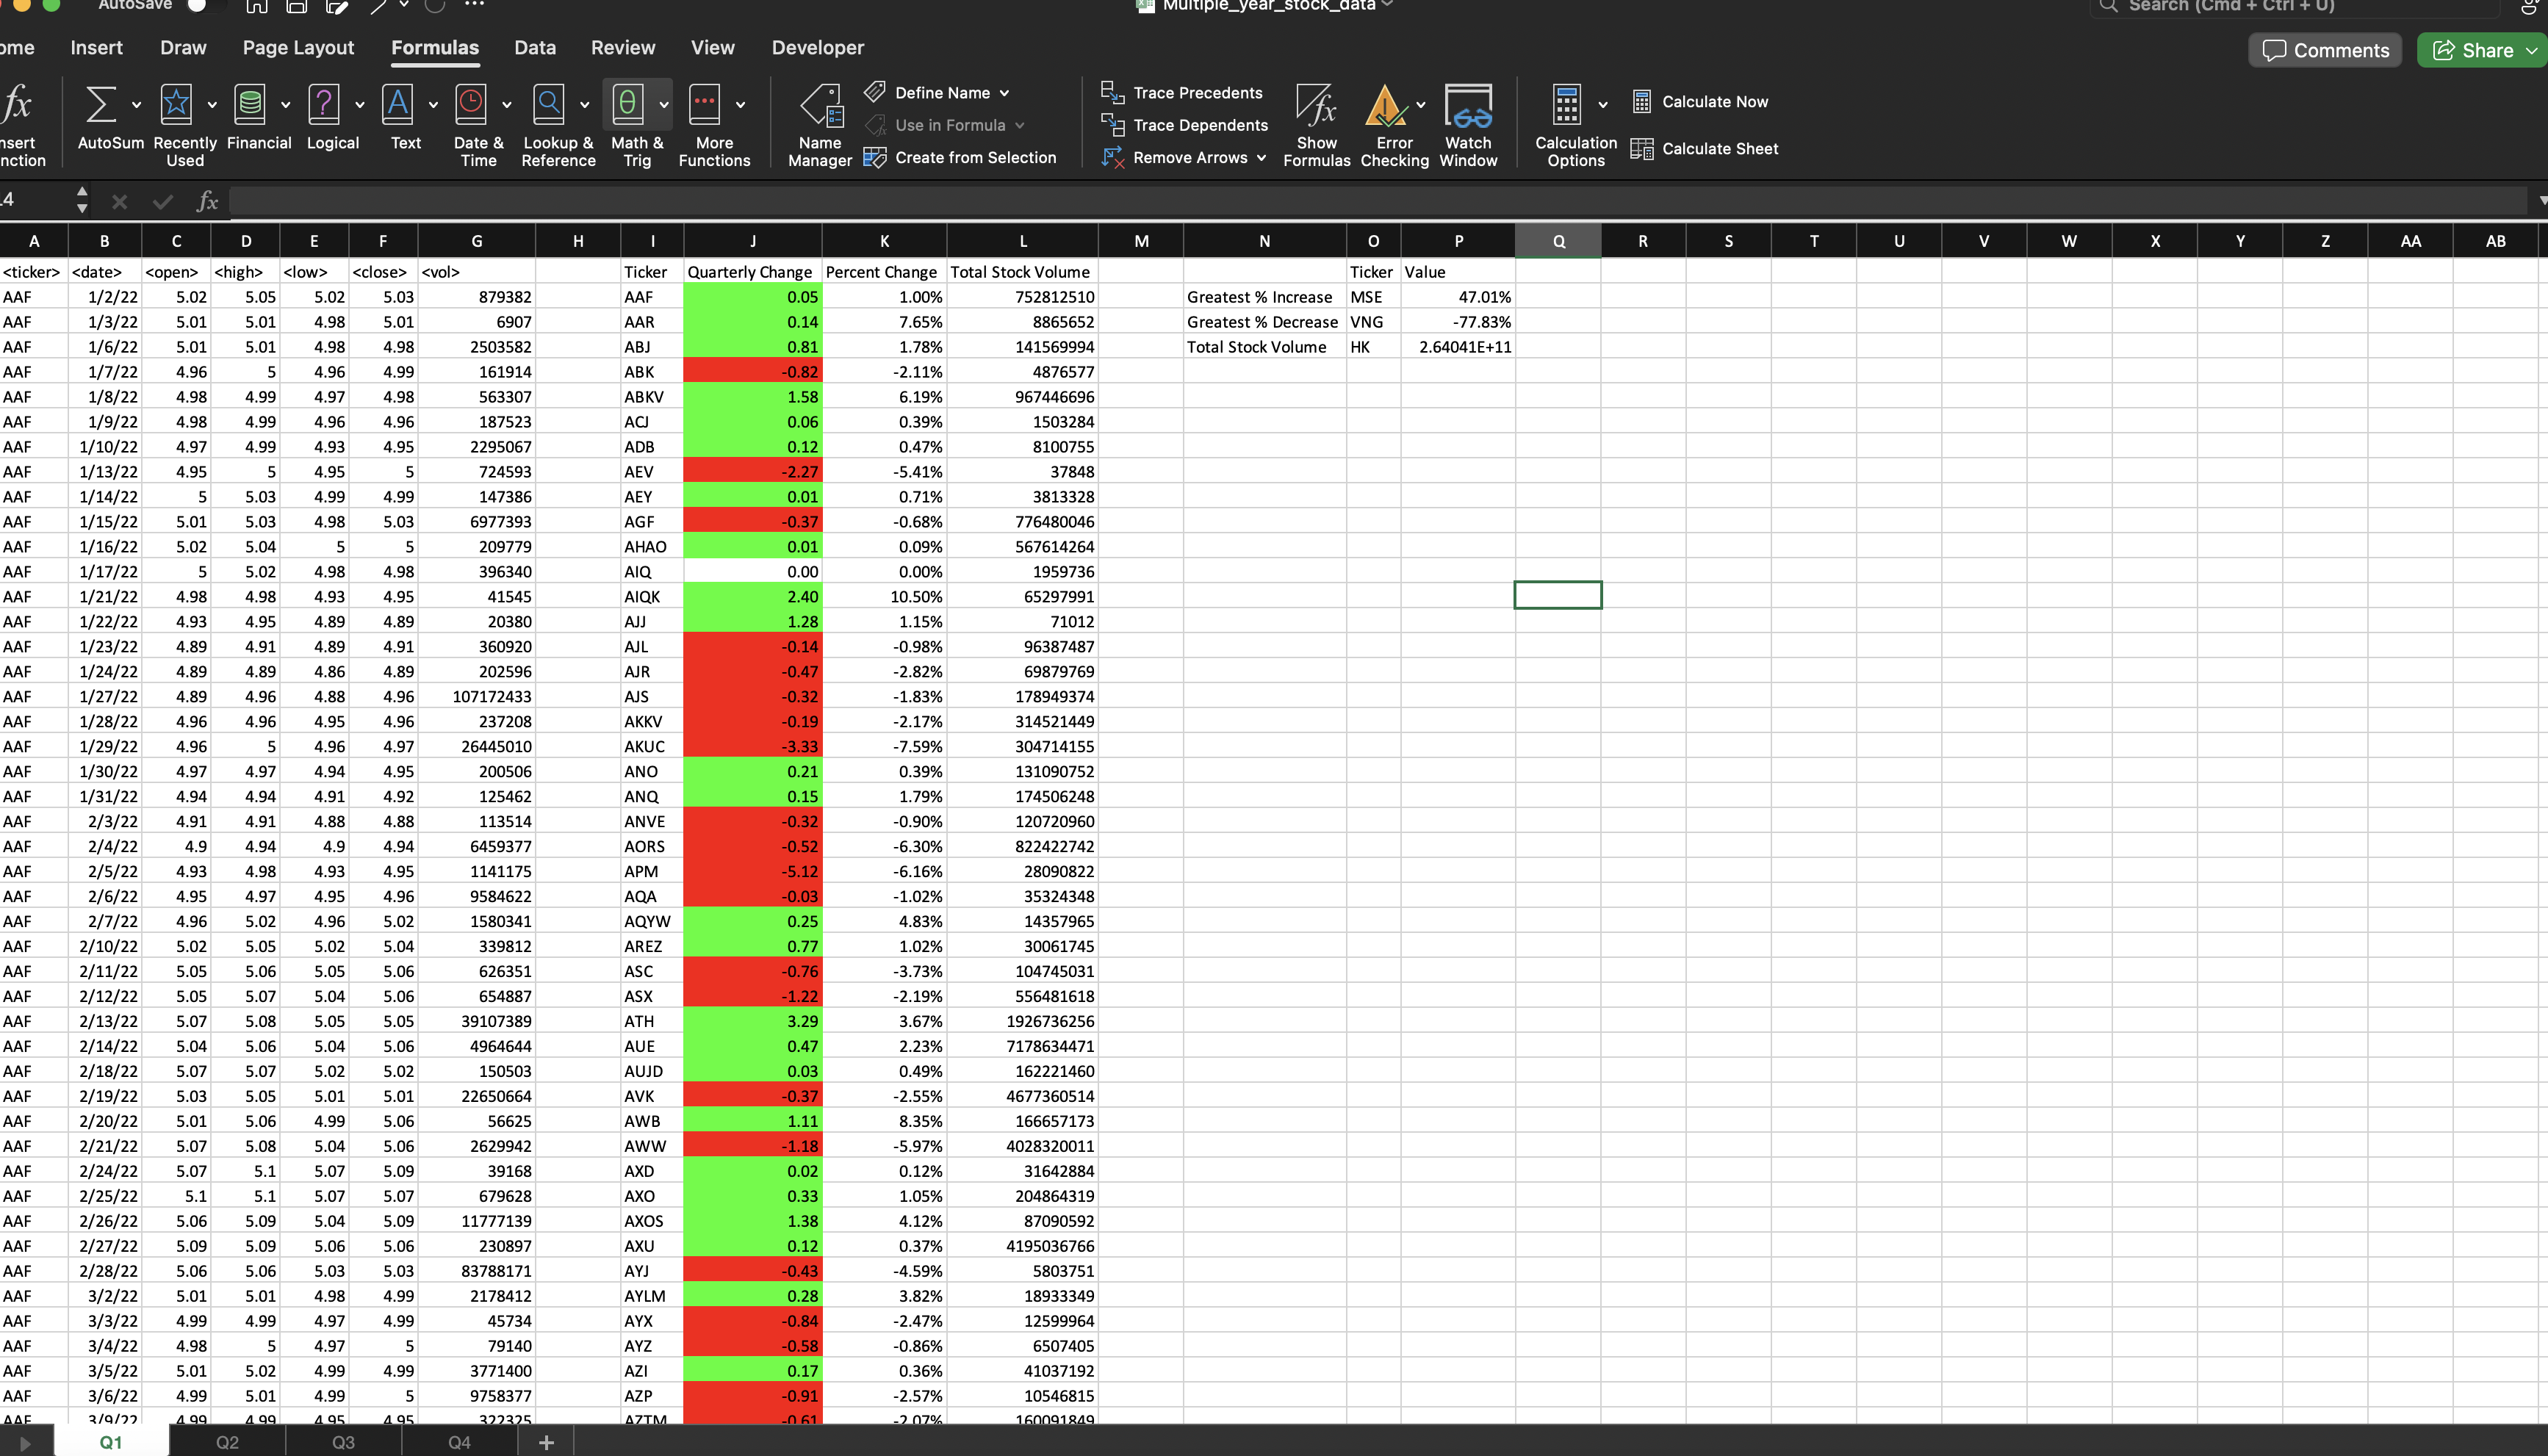 AutoSave
Multiple_year_stock_data
Search (Cmd + Ctrl + U)
Insert Draw Page Layout Formulas Data Review View Developer
Comments Share
AutoSum Recently Used Financial Logical Text Date & Time Lookup & Reference Math & Trig More Functions Name Manager Define Name Use in Formula Create from Selection Trace Precedents Trace Dependents Remove Arrows Show Formulas Error Checking Watch Window Calculation Options Calculate Now Calculate Sheet
fx
A B C D E F G H I J K L M N O P Q R S T U V W X Y Z AA AB
<ticker> <date> <open> <high> <low> <close> <vol> Ticker Quarterly Change Percent Change Total Stock Volume Ticker Value
AAF 1/2/22 5.02 5.05 5.02 5.03 879382 AAF 0.05 1.00% 752812510 Greatest % Increase MSE 47.01%
AAF 1/3/22 5.01 5.01 4.98 5.01 6907 AAR 0.14 7.65% 8865652 Greatest % Decrease VNG -77.83%
AAF 1/6/22 5.01 5.01 4.98 4.98 2503582 ABJ 0.81 1.78% 141569994 Total Stock Volume HK 2.64041E+11
AAF 1/7/22 4.96 5 4.96 4.99 161914 ABK -0.82 -2.11% 4876577
AAF 1/8/22 4.98 4.99 4.97 4.98 563307 ABKV 1.58 6.19% 967446696
AAF 1/9/22 4.98 4.99 4.96 4.96 187523 ACJ 0.06 0.39% 1503284
AAF 1/10/22 4.97 4.99 4.93 4.95 2295067 ADB 0.12 0.47% 8100755
AAF 1/13/22 4.95 5 4.95 5 724593 AEV -2.27 -5.41% 37848
AAF 1/14/22 5 5.03 4.99 4.99 147386 AEY 0.01 0.71% 3813328
AAF 1/15/22 5.01 5.03 4.98 5.03 6977393 AGF -0.37 -0.68% 776480046
AAF 1/16/22 5.02 5.04 5 5 209779 AHAO 0.01 0.09% 567614264
AAF 1/17/22 5 5.02 4.98 4.98 396340 AIQ 0.00 0.00% 1959736
AAF 1/21/22 4.98 4.98 4.93 4.95 41545 AIQK 2.40 10.50% 65297991
AAF 1/22/22 4.93 4.95 4.89 4.89 20380 AJJ 1.28 1.15% 71012
AAF 1/23/22 4.89 4.91 4.89 4.91 360920 AJL -0.14 -0.98% 96387487
AAF 1/24/22 4.89 4.89 4.86 4.89 202596 AJR -0.47 -2.82% 69879769
AAF 1/27/22 4.89 4.96 4.88 4.96 107172433 AJS -0.32 -1.83% 178949374
AAF 1/28/22 4.96 4.96 4.95 4.96 237208 AKKV -0.19 -2.17% 314521449
AAF 1/29/22 4.96 5 4.96 4.97 26445010 AKUC -3.33 -7.59% 304714155
AAF 1/30/22 4.97 4.97 4.94 4.95 200506 ANO 0.21 0.39% 131090752
AAF 1/31/22 4.94 4.94 4.91 4.92 125462 ANQ 0.15 1.79% 174506248
AAF 2/3/22 4.91 4.91 4.88 4.88 113514 ANVE -0.32 -0.90% 120720960
AAF 2/4/22 4.9 4.94 4.9 4.94 6459377 AORS -0.52 -6.30% 822422742
AAF 2/5/22 4.93 4.98 4.93 4.95 1141175 APM -5.12 -6.16% 28090822
AAF 2/6/22 4.95 4.97 4.95 4.96 9584622 AQA -0.03 -1.02% 35324348
AAF 2/7/22 4.96 5.02 4.96 5.02 1580341 AQYW 0.25 4.83% 14357965
AAF 2/10/22 5.02 5.05 5.02 5.04 339812 AREZ 0.77 1.02% 30061745
AAF 2/11/22 5.05 5.06 5.05 5.06 626351 ASC -0.76 -3.73% 104745031
AAF 2/12/22 5.05 5.07 5.04 5.06 654887 ASX -1.22 -2.19% 556481618
AAF 2/13/22 5.07 5.08 5.05 5.05 39107389 ATH 3.29 3.67% 1926736256
AAF 2/14/22 5.04 5.06 5.04 5.06 4964644 AUE 0.47 2.23% 7178634471
AAF 2/18/22 5.07 5.07 5.02 5.02 150503 AUJD 0.03 0.49% 162221460
AAF 2/19/22 5.03 5.05 5.01 5.01 22650664 AVK -0.37 -2.55% 4677360514
AAF 2/20/22 5.01 5.06 4.99 5.06 56625 AWB 1.11 8.35% 166657173
AAF 2/21/22 5.07 5.08 5.04 5.06 2629942 AWW -1.18 -5.97% 4028320011
AAF 2/24/22 5.07 5.1 5.07 5.09 39168 AXD 0.02 0.12% 31642884
AAF 2/25/22 5.1 5.1 5.07 5.07 679628 AXO 0.33 1.05% 204864319
AAF 2/26/22 5.06 5.09 5.04 5.09 11777139 AXOS 1.38 4.12% 87090592
AAF 2/27/22 5.09 5.09 5.06 5.06 230897 AXU 0.12 0.37% 4195036766
AAF 2/28/22 5.06 5.06 5.03 5.03 83788171 AYJ -0.43 -4.59% 5803751
AAF 3/2/22 5.01 5.01 4.98 4.99 2178412 AYLM 0.28 3.82% 18933349
AAF 3/3/22 4.99 4.99 4.97 4.99 45734 AYX -0.84 -2.47% 12599964
AAF 3/4/22 4.98 5 4.97 5 79140 AYZ -0.58 -0.86% 6507405
AAF 3/5/22 5.01 5.02 4.99 4.99 3771400 AZI 0.17 0.36% 41037192
AAF 3/6/22 4.99 5.01 4.99 5 9758377 AZP -0.91 -2.57% 10546815
AAF 3/9/22 4.99 4.99 4.95 4.95 322325 AZTM -0.61 -2.07% 160091849
Q1 Q2 Q3 Q4 +